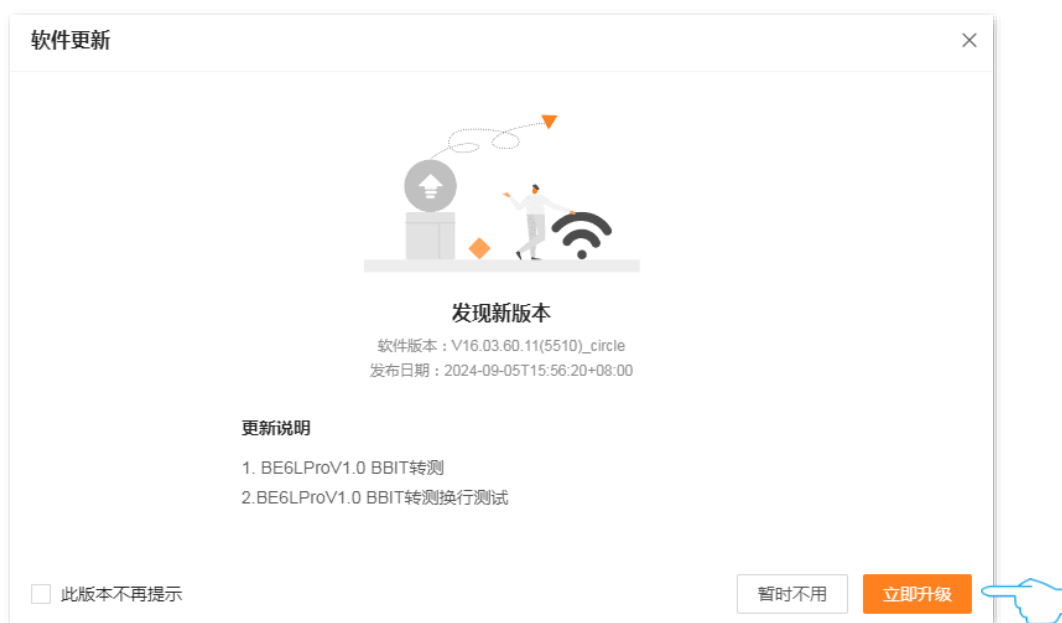 软件更新
发现新版本
软件版本：V16.03.60.11(5510)_circle
发布日期：2024-09-05T15:56:20+08:00
更新说明
1. BE6LProV1.0 BBIT转测
2.BE6LProV1.0 BBIT转测换行测试
此版本不再提示
暂时不用
立即升级